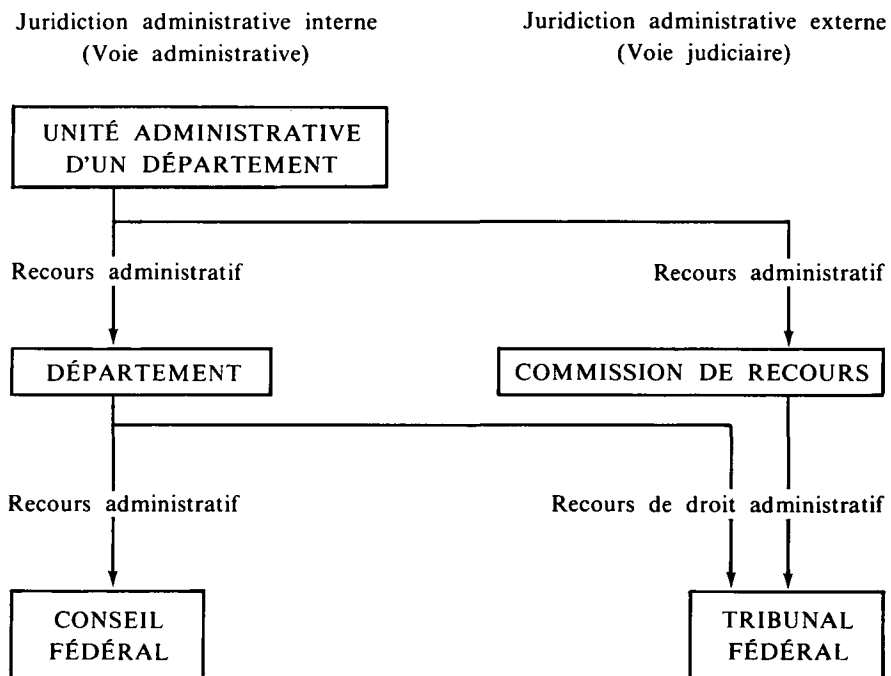 Juridiction administrative interne
(Voie administrative)
Juridiction administrative externe
(Voie judiciaire)
UNITÉ ADMINISTRATIVE
D'UN DÉPARTEMENT
Recours administratif
Recours administratif
DÉPARTEMENT
COMMISSION DE RECOURS
Recours administratif
Recours de droit administratif
CONSEIL
FÉDÉRAL
TRIBUNAL
FÉDÉRAL